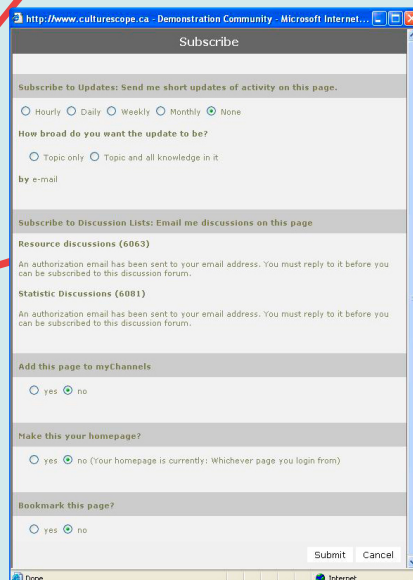 http://www.culturescope.ca - Demonstration Community - Microsoft Internet...
Subscribe
Subscribe to Updates: Send me short updates of activity on this page.
Hourly Daily Weekly Monthly None
How broad do you want the update to be?
Topic only Topic and all knowledge in it
by e-mail
Subscribe to Discussion Lists: Email me discussions on this page
Resource discussions (6063)
An authorization email has been sent to your email address. You must reply to it before you
can be subscribed to this discussion forum.
Statistic Discussions (6081)
An authorization email has been sent to your email address. You must reply to it before you
can be subscribed to this discussion forum.
Add this page to myChannels
yes no
Make this your homepage?
yes no (Your homepage is currently: Whichever page you login from)
Bookmark this page?
yes no
Submit Cancel
Done Internet